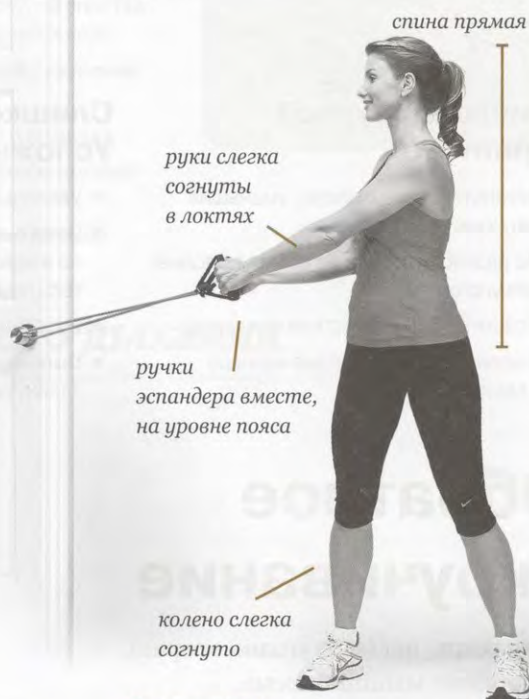 спина прямая
руки слегка
согнуты
в локтях
ручки
эспандера вместе,
на уровне пояса
колено слегка
согнуто